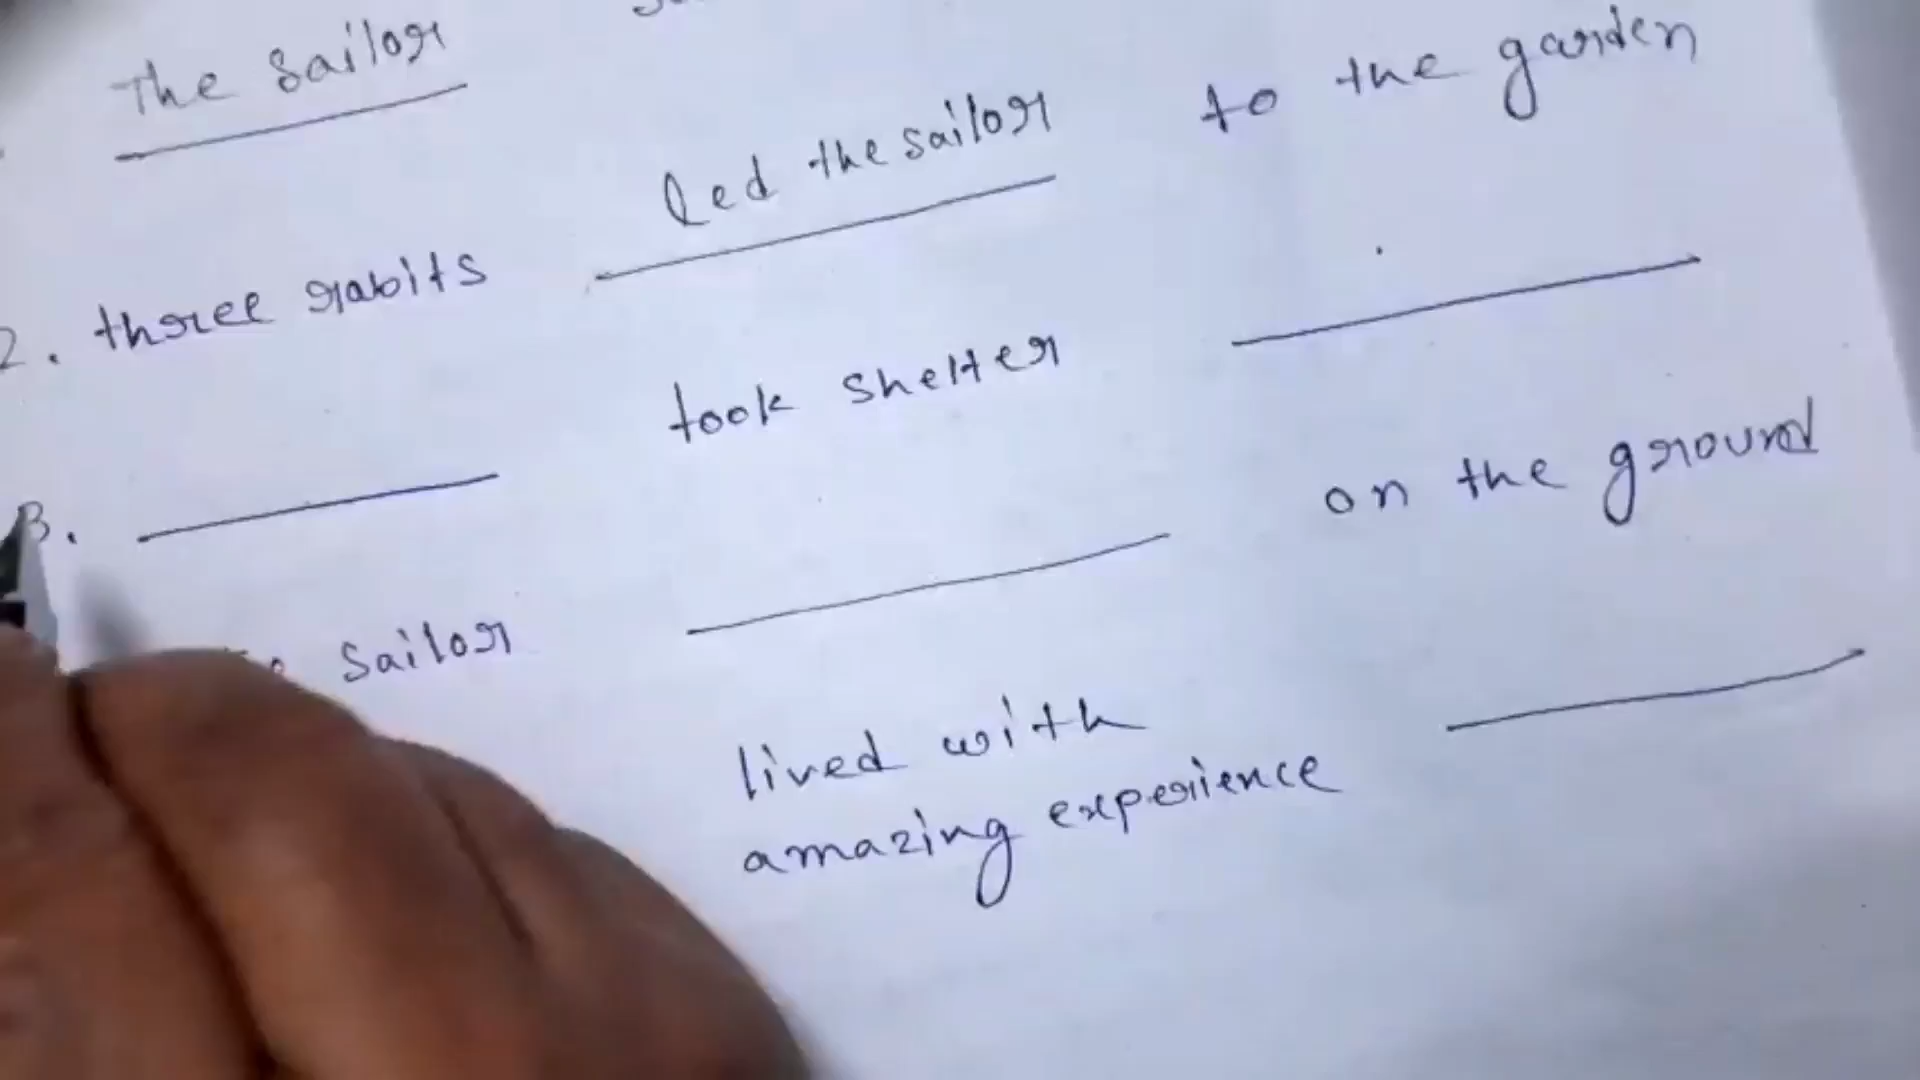 The sailor
2. three rabits led the sailor to the garden
3. took shelter
sailor on the ground
lived with
amazing experience